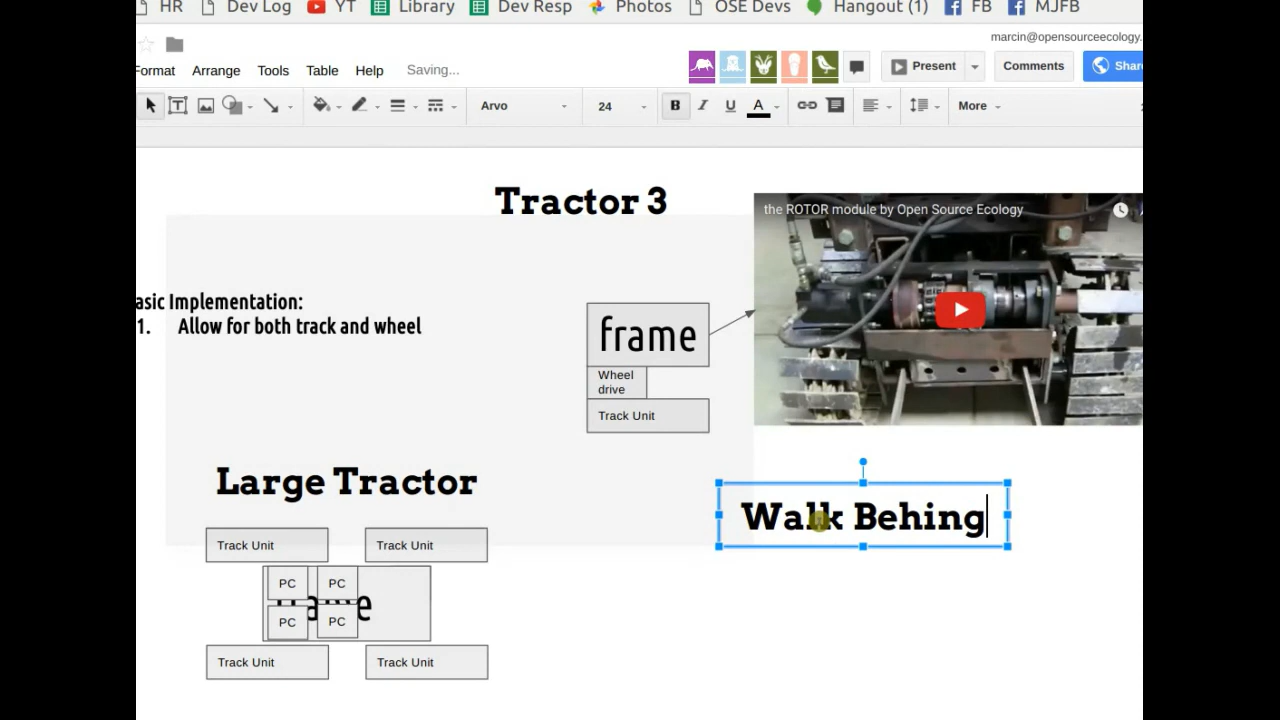 HR Dev Log YT Library Dev Resp Photos OSE Devs Hangout (1) FB MJFB
marcin@opensourceecology.
Format Arrange Tools Table Help Saving... Present Comments Shar
Arvo 24 B I U A More
Tractor 3
the ROTOR module by Open Source Ecology
asic Implementation:
1. Allow for both track and wheel
frame
Wheel
drive
Track Unit
Large Tractor
Walk Behing
Track Unit Track Unit
PC PC
frame
PC PC
Track Unit Track Unit